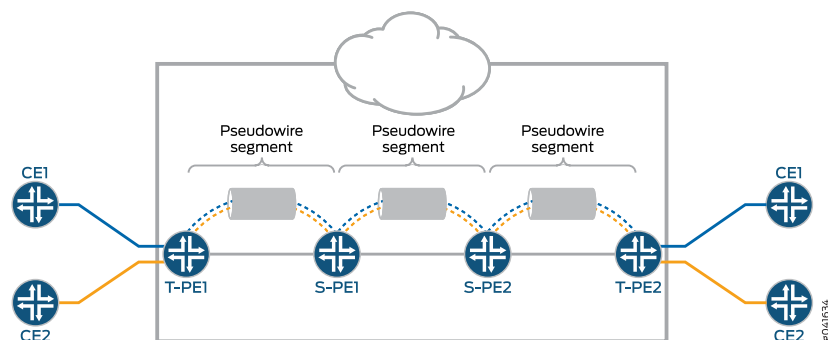 Pseudowire
segment
Pseudowire
segment
Pseudowire
segment
CE1
CE1
T-PE1
S-PE1
S-PE2
T-PE2
CE2
CE2
g041634